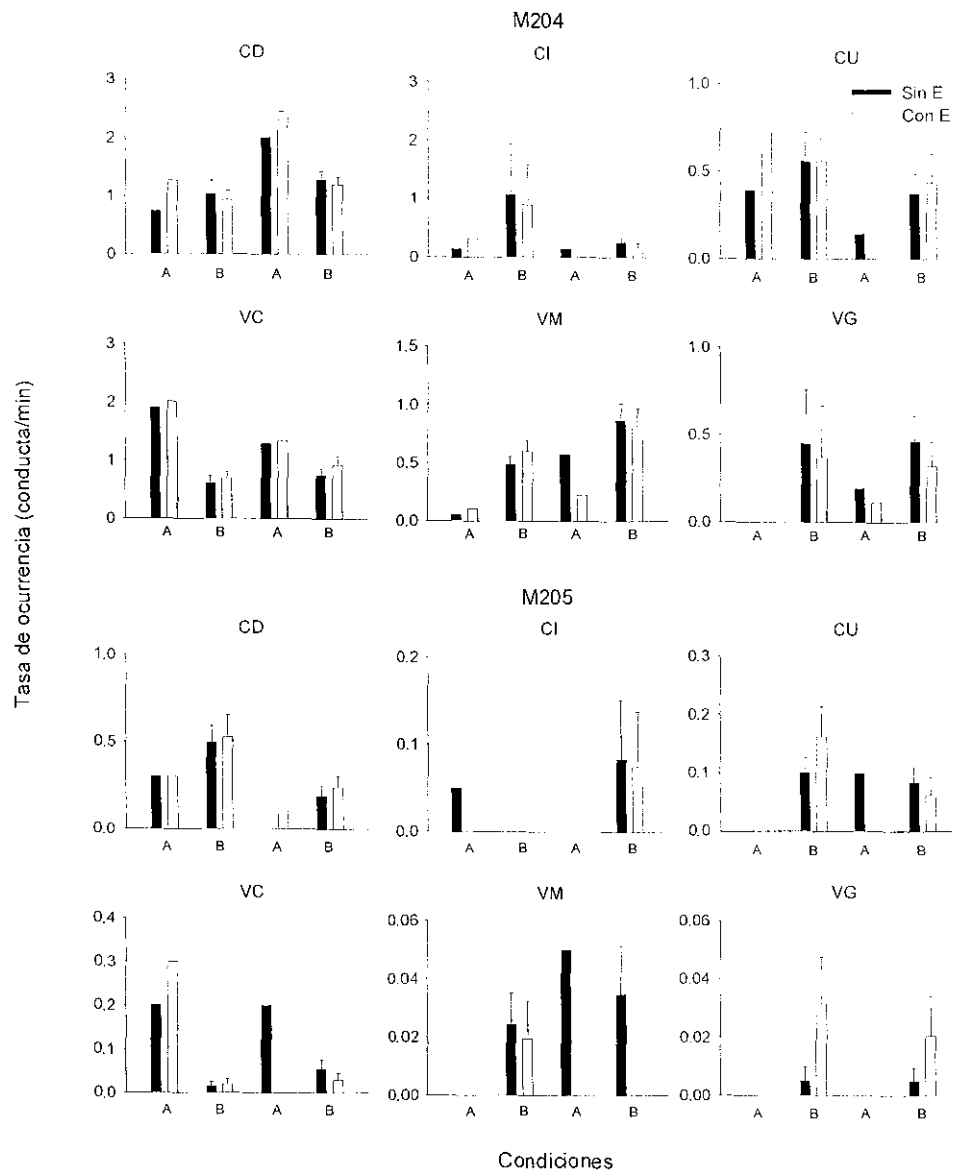 M204
CD
CI
CU
3
2
1
0
A B A B
3
2
1
0
A B A B
1.0
0.5
0.0
A B A B
Sin E
Con E
VC
VM
VG
3
2
1
0
A B A B
1.5
1.0
0.5
0.0
A B A B
1.0
0.5
0.0
A B A B
Tasa de ocurrencia (conducta/min)
M205
CD
CI
CU
1.0
0.5
0.0
A B A B
0.2
0.1
0.0
A B A B
0.3
0.2
0.1
0.0
A B A B
VC
VM
VG
0,4
0,3
0,2
0,1
0,0
A B A B
0,06
0,04
0,02
0,00
A B A B
0,06
0,04
0,02
0,00
A B A B
Condiciones